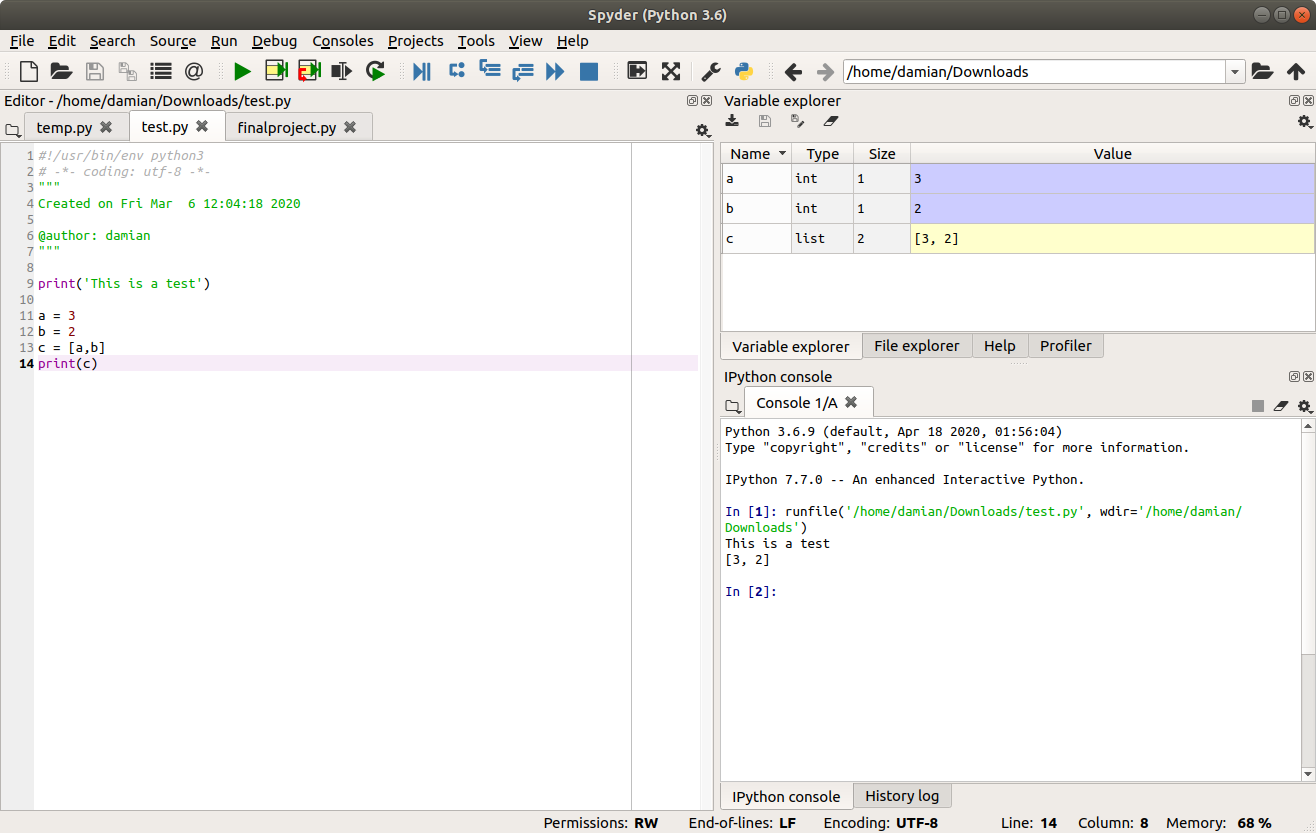 Spyder (Python 3.6)
File Edit Search Source Run Debug Consoles Projects Tools View Help
@ /home/damian/Downloads
Editor - /home/damian/Downloads/test.py
temp.py test.py finalproject.py
1 #!/usr/bin/env python3
2 # -*- coding: utf-8 -*-
3 """
4 Created on Fri Mar  6 12:04:18 2020
5
6 @author: damian
7 """
8
9 print('This is a test')
10
11 a = 3
12 b = 2
13 c = [a,b]
14 print(c)
Variable explorer
Name Type Size Value
a int 1 3
b int 1 2
c list 2 [3, 2]
Variable explorer File explorer Help Profiler
IPython console
Console 1/A
Python 3.6.9 (default, Apr 18 2020, 01:56:04)
Type "copyright", "credits" or "license" for more information.
IPython 7.7.0 -- An enhanced Interactive Python.
In [1]: runfile('/home/damian/Downloads/test.py', wdir='/home/damian/
Downloads')
This is a test
[3, 2]
In [2]:
IPython console History log
Permissions: RW End-of-lines: LF Encoding: UTF-8 Line: 14 Column: 8 Memory: 68 %